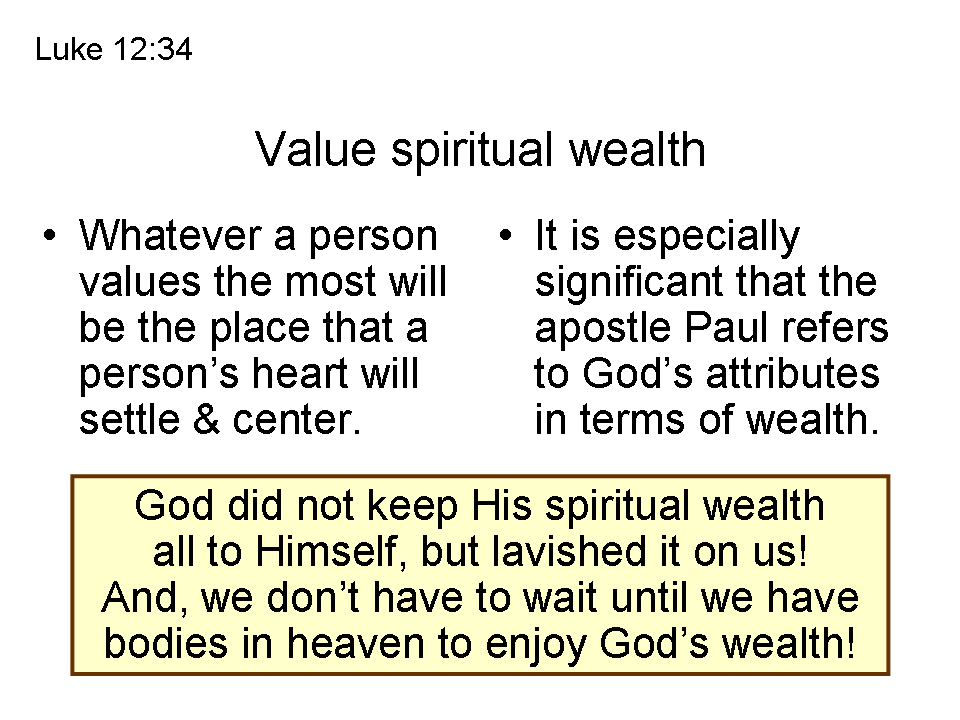 Luke 12:34
Value spiritual wealth
• Whatever a person
values the most will
be the place that a
person’s heart will
settle & center.
• It is especially
significant that the
apostle Paul refers
to God’s attributes
in terms of wealth.
God did not keep His spiritual wealth
all to Himself, but lavished it on us!
And, we don’t have to wait until we have
bodies in heaven to enjoy God’s wealth!